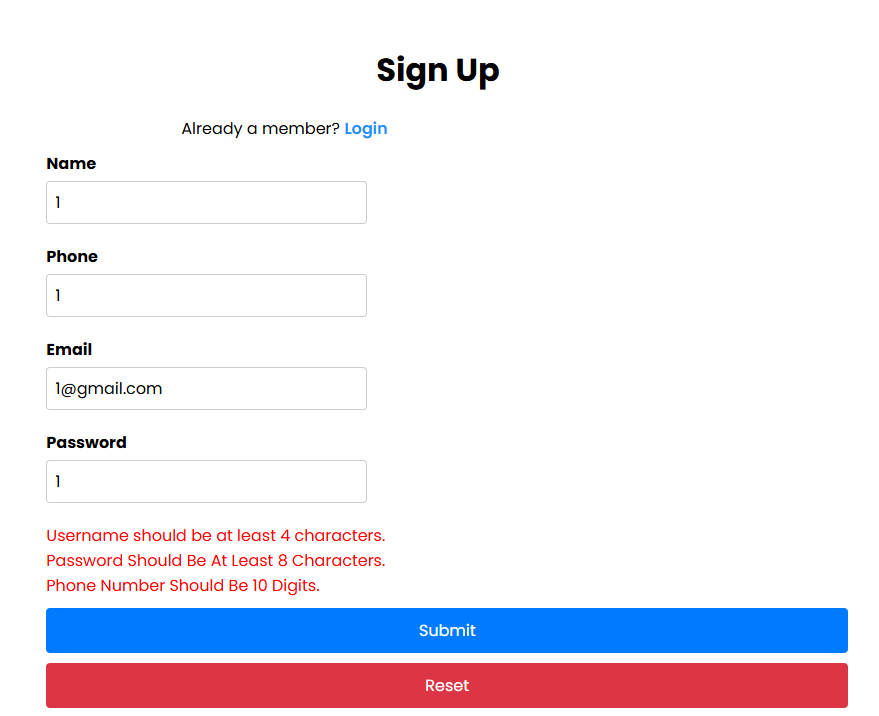 Sign Up
Already a member? Login
Name
1
Phone
1
Email
1@gmail.com
Password
1
Username should be at least 4 characters.
Password Should Be At Least 8 Characters.
Phone Number Should Be 10 Digits.
Submit
Reset